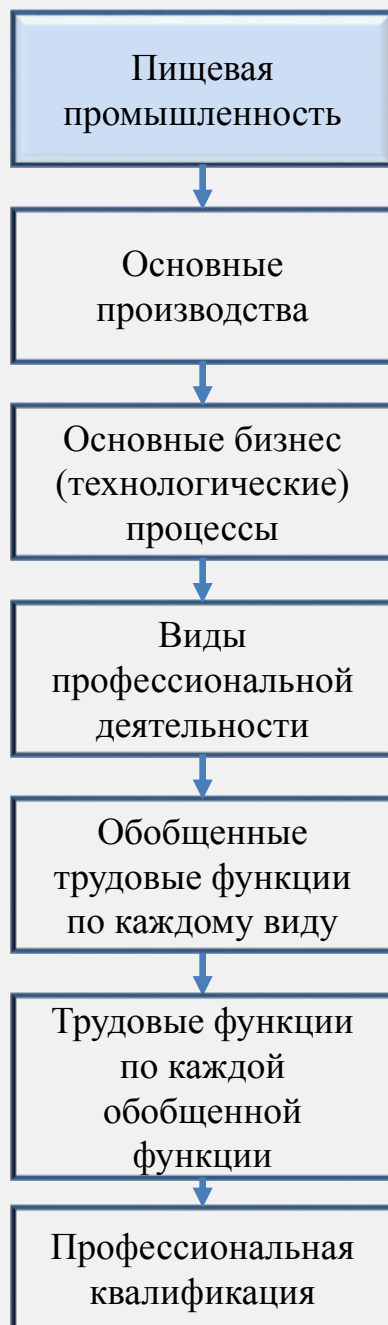 Пищевая
промышленность
Основные
производства
Основные бизнес
(технологические)
процессы
Виды
профессиональной
деятельности
Обобщенные
трудовые функции
по каждому виду
Трудовые функции
по каждой
обобщенной
функции
Профессиональная
квалификация